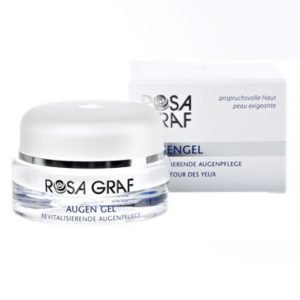 ROSA
GRAF
anspruchsvolle Haut
peau exigeante
ENGEL
IERENDE AUGENPFLEGE
TOUR DES YEUX
ROSA GRAF
AUGEN GEL
REVITALISIERENDE AUGENPFLEGE